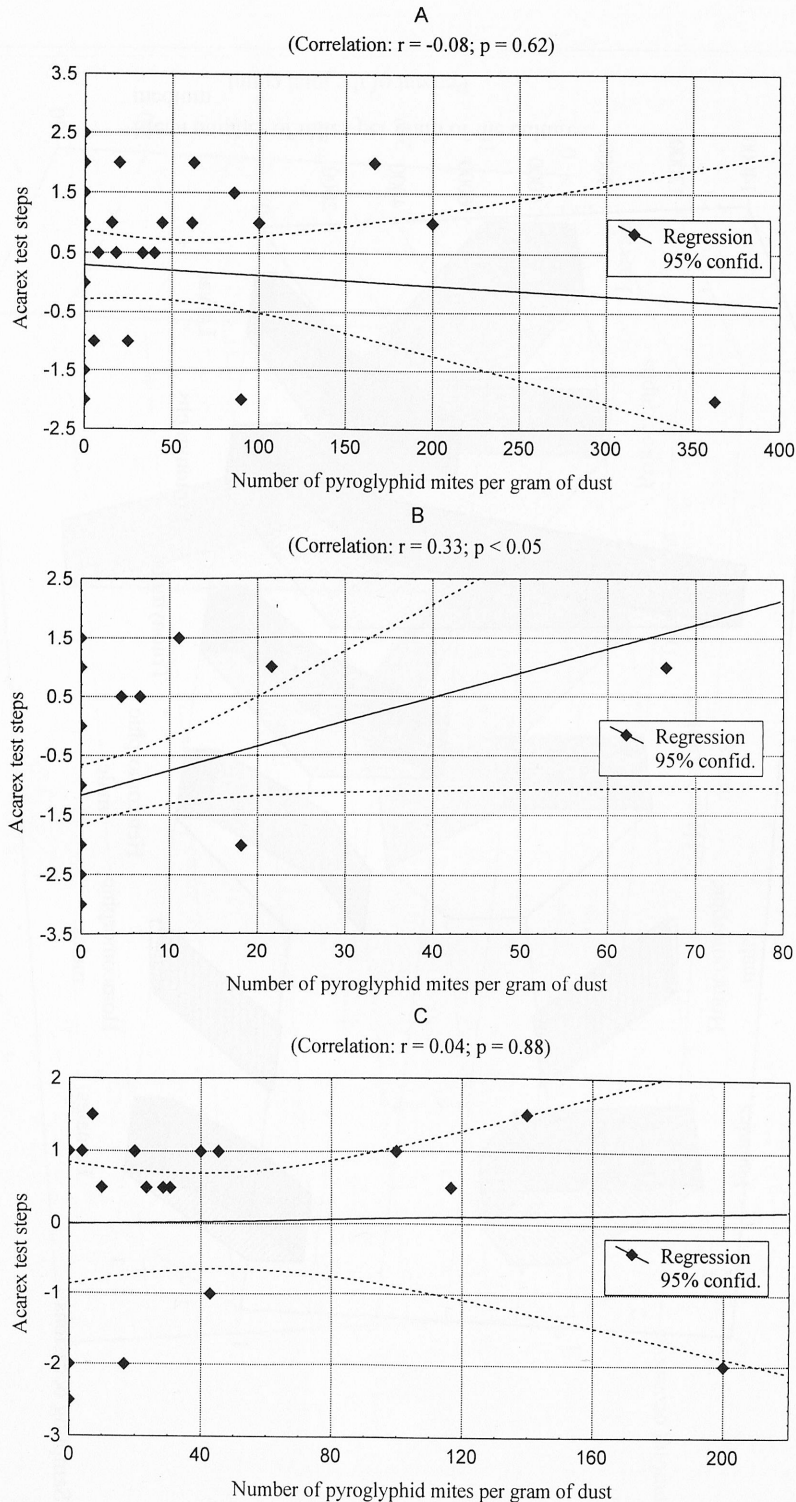 A
(Correlation: r = -0.08; p = 0.62)
3.5
2.5
1.5
0.5
-0.5
-1.5
-2.5
Acarex test steps
Regression
95% confid.
0 50 100 150 200 250 300 350 400
Number of pyroglyphid mites per gram of dust
B
(Correlation: r = 0.33; p < 0.05
2.5
1.5
0.5
-0.5
-1.5
-2.5
-3.5
Acarex test steps
Regression
95% confid.
0 10 20 30 40 50 60 70 80
Number of pyroglyphid mites per gram of dust
C
(Correlation: r = 0.04; p = 0.88)
2
1
0
-1
-2
-3
Acarex test steps
Regression
95% confid.
0 40 80 120 160 200
Number of pyroglyphid mites per gram of dust